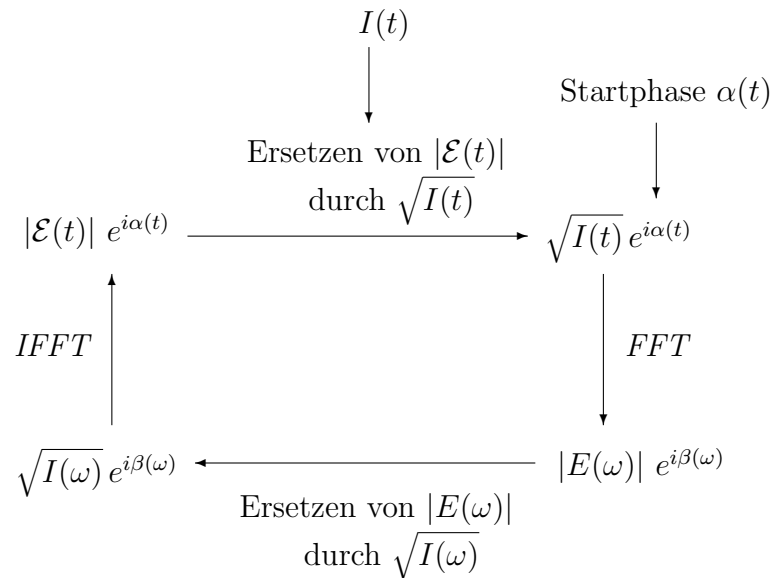 I(t)
Startphase α(t)
Ersetzen von |ℰ(t)|
durch √I(t)
|ℰ(t)| e^{iα(t)}
√I(t) e^{iα(t)}
IFFT
FFT
√I(ω) e^{iβ(ω)}
|E(ω)| e^{iβ(ω)}
Ersetzen von |E(ω)|
durch √I(ω)